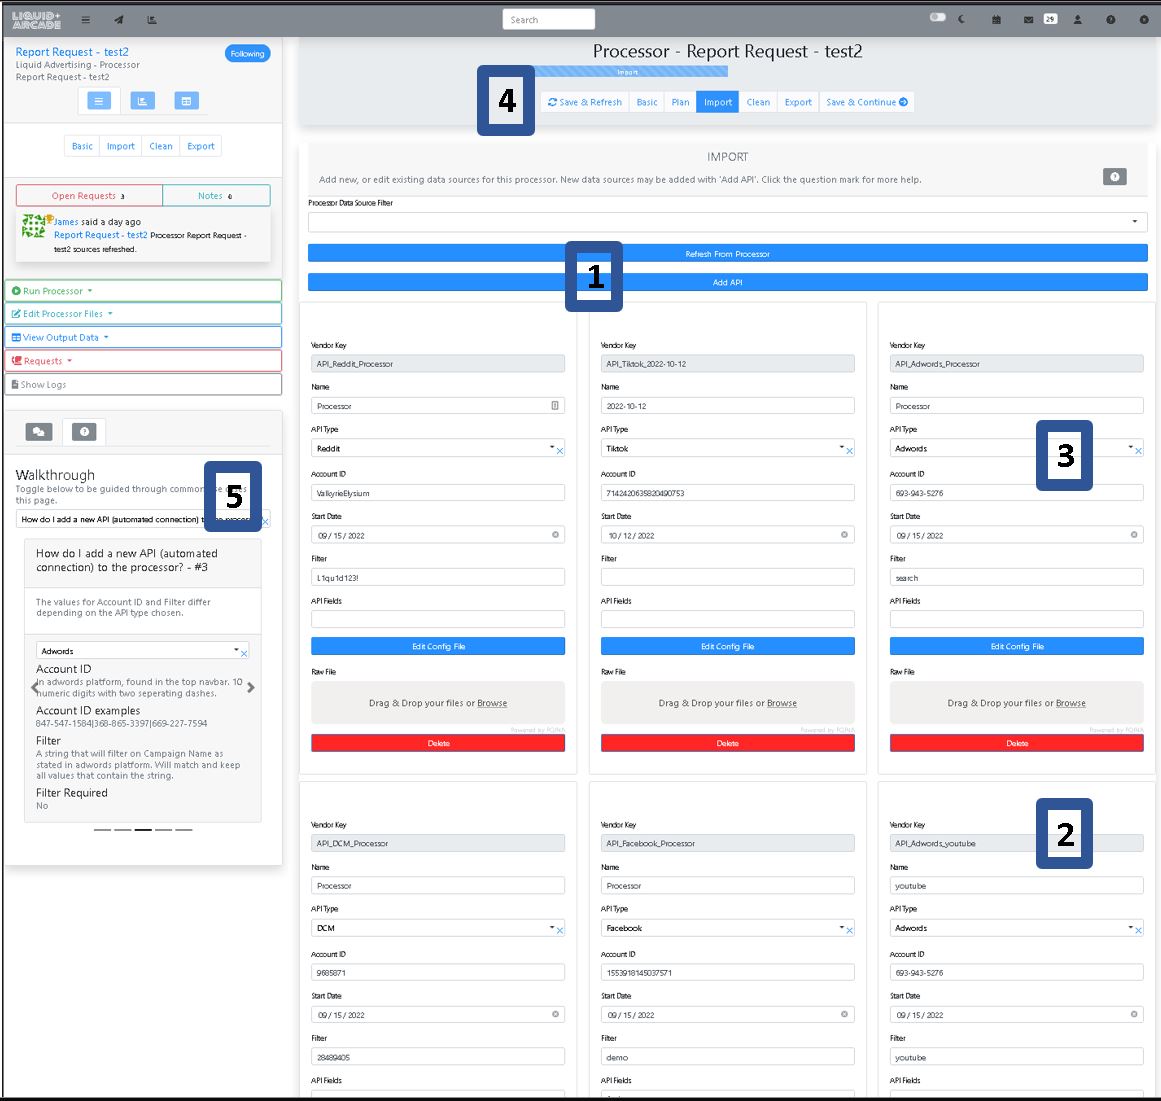 LIQUID+
ARCADE
Search
29
Report Request - test2
Following
Liquid Advertising - Processor
Report Request - test2
Basic
Import
Clean
Export
Open Requests 3
Notes 0
James said a day ago
Report Request - test2 Processor Report Request -
test2 sources refreshed.
Run Processor
Edit Processor Files
View Output Data
Requests
Show Logs
Walkthrough
Toggle below to be guided through common
this page.
How do I add a new API (automated connection)
5
How do I add a new API (automated
connection) to the processor? - #3
The values for Account ID and Filter differ
depending on the API type chosen.
Adwords
Account ID
In adwords platform, found in the top navbar. 10
numeric digits with two seperating dashes.
Account ID examples
847-547-1584|368-865-3397|669-227-7594
Filter
A string that will filter on Campaign Name as
stated in adwords platform. Will match and keep
all values that contain the string.
Filter Required
No
Processor - Report Request - test2
Import
4
Save & Refresh
Basic
Plan
Import
Clean
Export
Save & Continue
IMPORT
Add new, or edit existing data sources for this processor. New data sources may be added with 'Add API'. Click the question mark for more help.
Processor Data Source Filter
Refresh From Processor
1
Add API
Vendor Key
API_Reddit_Processor
Name
Processor
API Type
Reddit
Account ID
ValkyrieElysium
Start Date
09/15/2022
Filter
L1qu1d123!
API Fields
Edit Config File
Raw File
Drag & Drop your files or Browse
Powered by PQINA
Delete
Vendor Key
API_Tiktok_2022-10-12
Name
2022-10-12
API Type
Tiktok
Account ID
7142420635820490753
Start Date
10/12/2022
Filter
API Fields
Edit Config File
Raw File
Drag & Drop your files or Browse
Powered by PQINA
Delete
Vendor Key
API_Adwords_Processor
Name
Processor
API Type
3
Adwords
Account ID
693-943-5276
Start Date
09/15/2022
Filter
search
API Fields
Edit Config File
Raw File
Drag & Drop your files or Browse
Powered by PQINA
Delete
Vendor Key
API_DCM_Processor
Name
Processor
API Type
DCM
Account ID
9685871
Start Date
09/15/2022
Filter
28489405
API Fields
Vendor Key
API_Facebook_Processor
Name
Processor
API Type
Facebook
Account ID
1553918145037571
Start Date
09/15/2022
Filter
demo
API Fields
Vendor Key
2
API_Adwords_youtube
Name
youtube
API Type
Adwords
Account ID
693-943-5276
Start Date
09/15/2022
Filter
youtube
API Fields